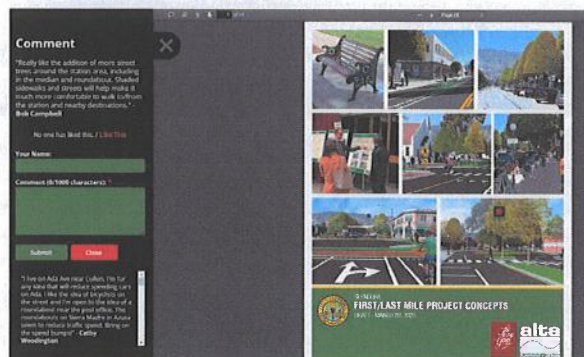 Comment
"Really like the addition of more street
trees around the station area, including
in the median and roundabout. Shaded
sidewalks and streets will help make it
much more comfortable to walk to/from
the station and nearby destinations." -
Bob Campbell
No one has liked this. / Like This
Your Name:
Comment (0/1000 characters): *
Submit
Close
"I live on Ada Ave near Cullen. I'm for
any idea that will reduce speeding cars
on Ada. I like the idea of bicyclists on
the street and I'm open to the idea of a
roundabout near the post office. The
roundabouts on Sierra Madre in Azusa
seem to reduce traffic speed. Bring on
the speed bumps!" - Cathy
Woodington
GLENDORA
FIRST/LAST MILE PROJECT CONCEPTS
DRAFT - MARCH
alta